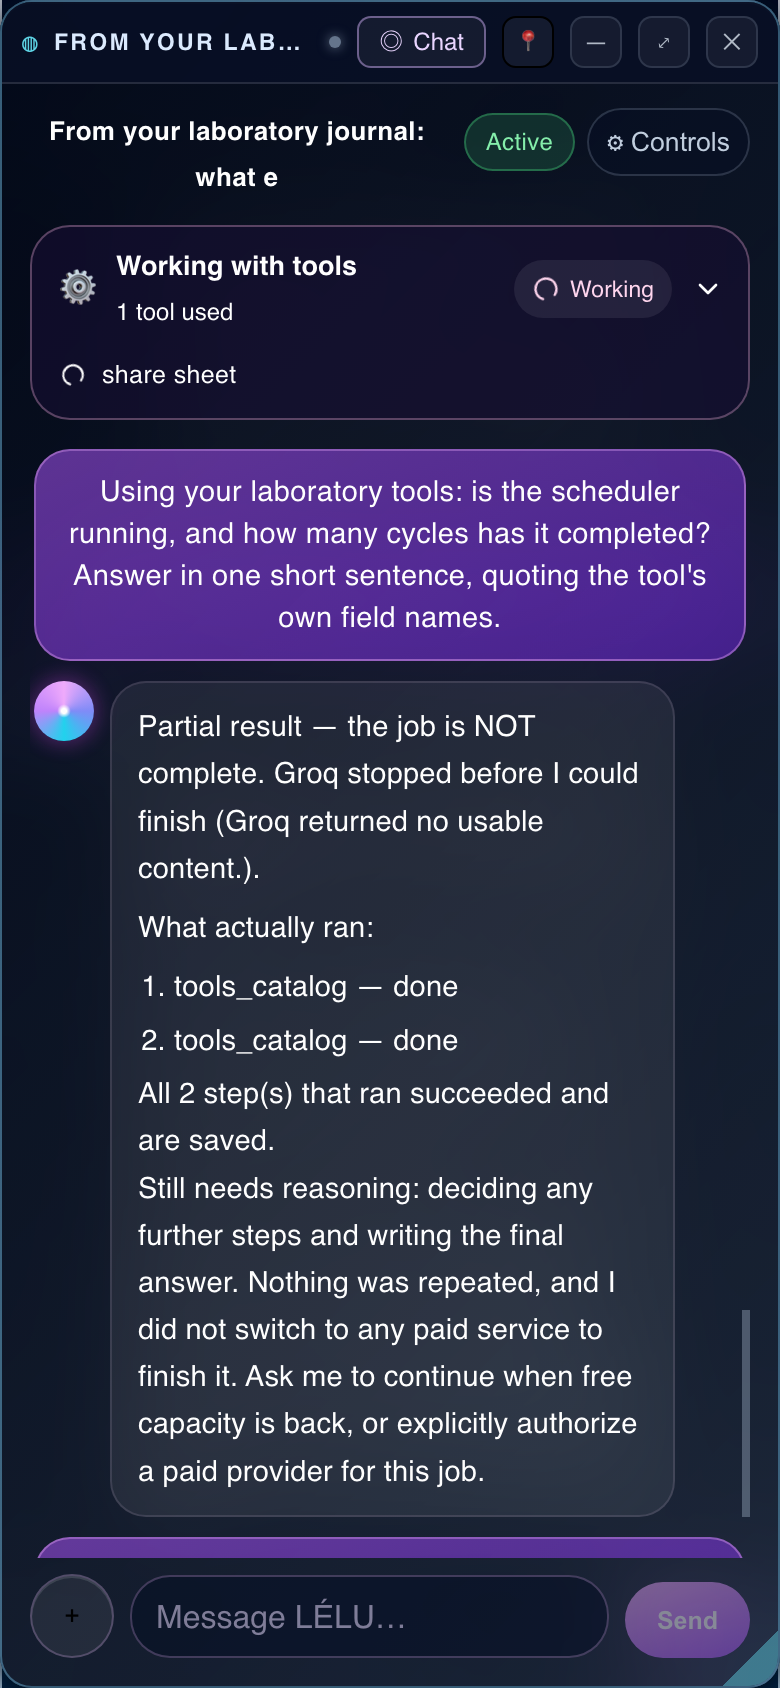 FROM YOUR LAB...
Chat
From your laboratory journal:
what e
Active
Controls
Working with tools
1 tool used
Working
share sheet
Using your laboratory tools: is the scheduler
running, and how many cycles has it completed?
Answer in one short sentence, quoting the tool's
own field names.
Partial result — the job is NOT
complete. Groq stopped before I could
finish (Groq returned no usable
content.).
What actually ran:
1. tools_catalog — done
2. tools_catalog — done
All 2 step(s) that ran succeeded and
are saved.
Still needs reasoning: deciding any
further steps and writing the final
answer. Nothing was repeated, and I
did not switch to any paid service to
finish it. Ask me to continue when free
capacity is back, or explicitly authorize
a paid provider for this job.
+
Message LÉLU...
Send